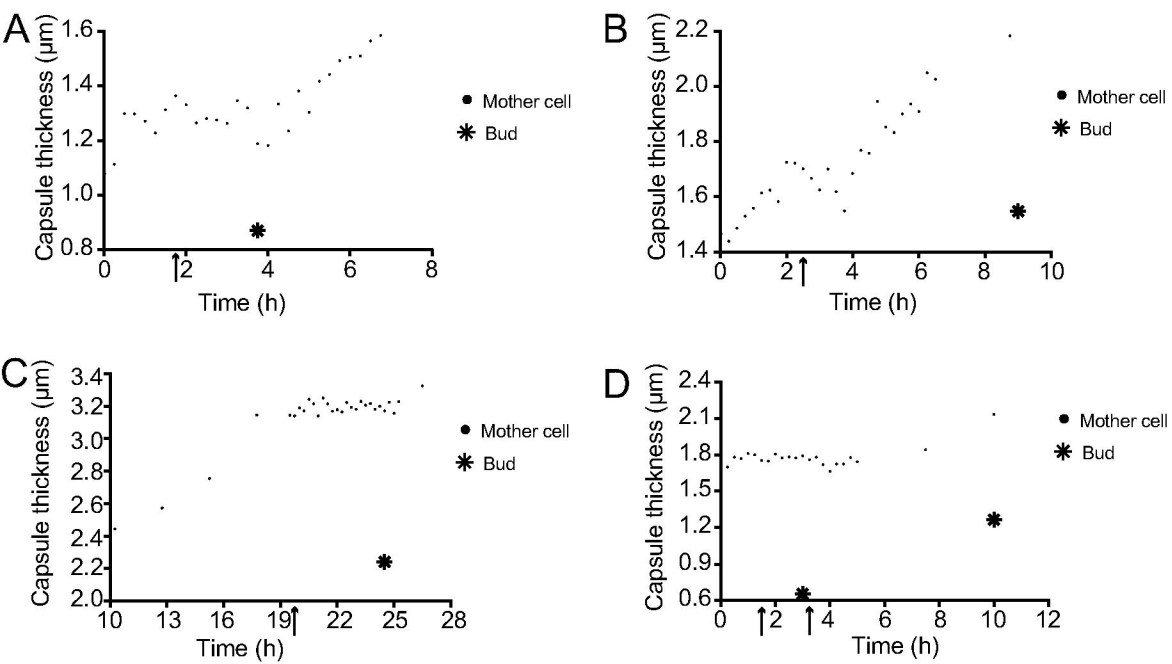 A
Capsule thickness (μm)
1.6
1.4
1.2
1.0
0.8
0
2
4
6
8
Time (h)
Mother cell
Bud
B
Capsule thickness (μm)
2.2
2.0
1.8
1.6
1.4
0
2
4
6
8
10
Time (h)
Mother cell
Bud
C
Capsule thickness (μm)
3.4
3.2
3.0
2.8
2.6
2.4
2.2
2.0
10
13
16
19
22
25
28
Time (h)
Mother cell
Bud
D
Capsule thickness (μm)
2.4
2.1
1.8
1.5
1.2
0.9
0.6
0
2
4
6
8
10
12
Time (h)
Mother cell
Bud